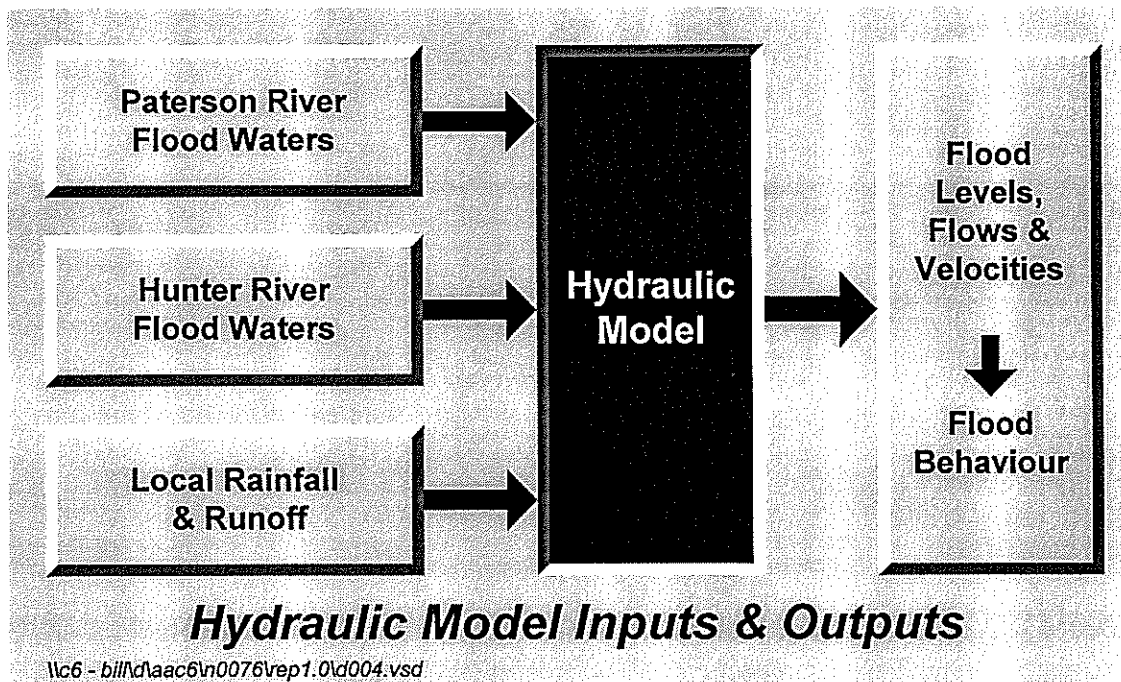 Paterson River
Flood Waters
Hunter River
Flood Waters
Local Rainfall
& Runoff
Hydraulic
Model
Flood
Levels,
Flows &
Velocities
Flood
Behaviour
Hydraulic Model Inputs & Outputs
\\c6 - bill\d\aac6\n0076\rep1.0\d004.vsd